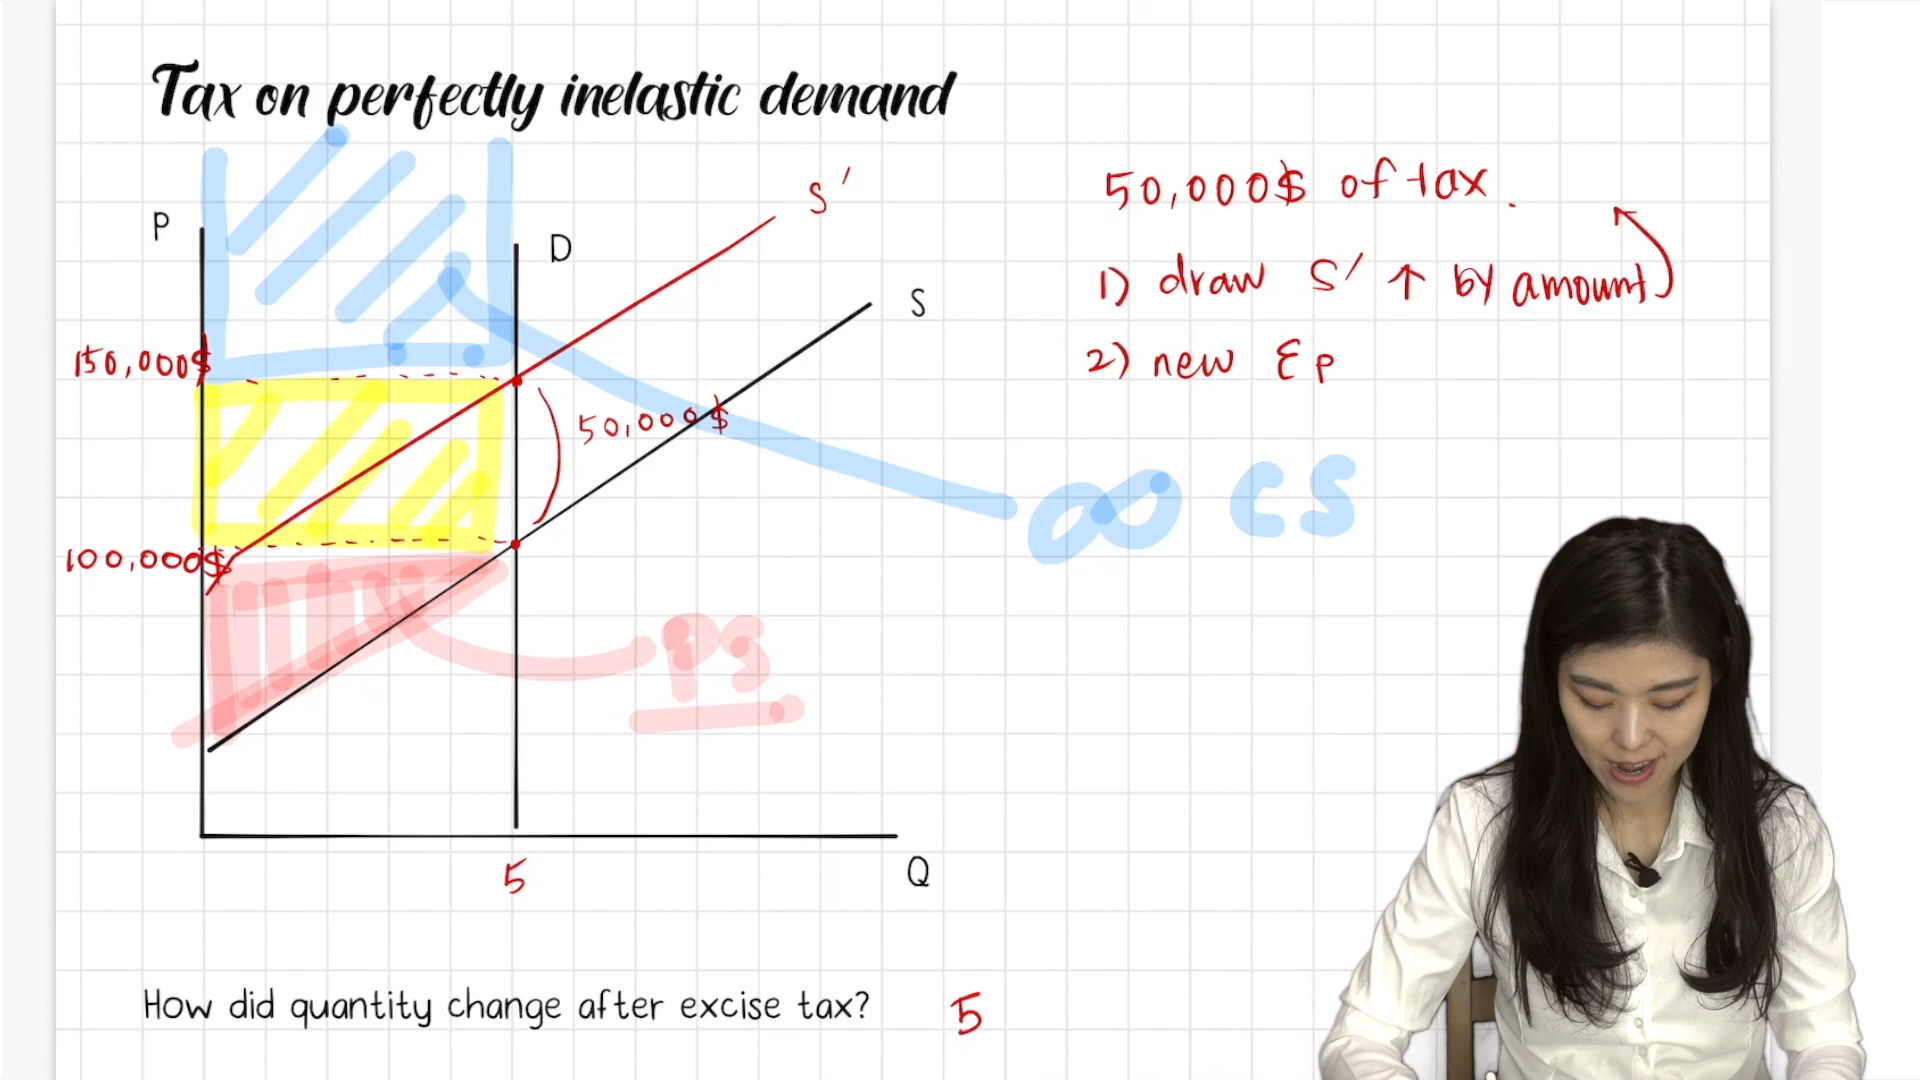 Tax on perfectly inelastic demand
50,000$ of tax.
S'
P
D
1) draw S' ↑ by amount
S
150,000$
2) new Ep
50,000$
∞ CS
100,000$
PS
5
Q
How did quantity change after excise tax? 5